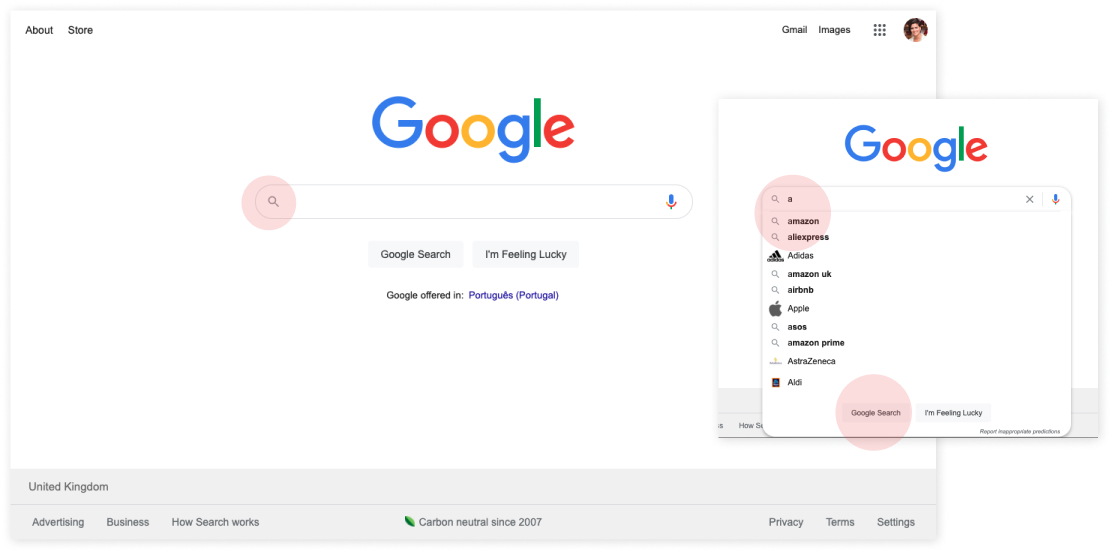 About Store
Gmail Images
Google
Google Search I'm Feeling Lucky
Google offered in: Português (Portugal)
United Kingdom
Advertising Business How Search works
Carbon neutral since 2007
Privacy Terms Settings
Google
a
amazon
aliexpress
adidas Adidas
amazon uk
airbnb
Apple
asos
amazon prime
AstraZeneca
Aldi
Google Search I'm Feeling Lucky
Report inappropriate predictions
ss How Se